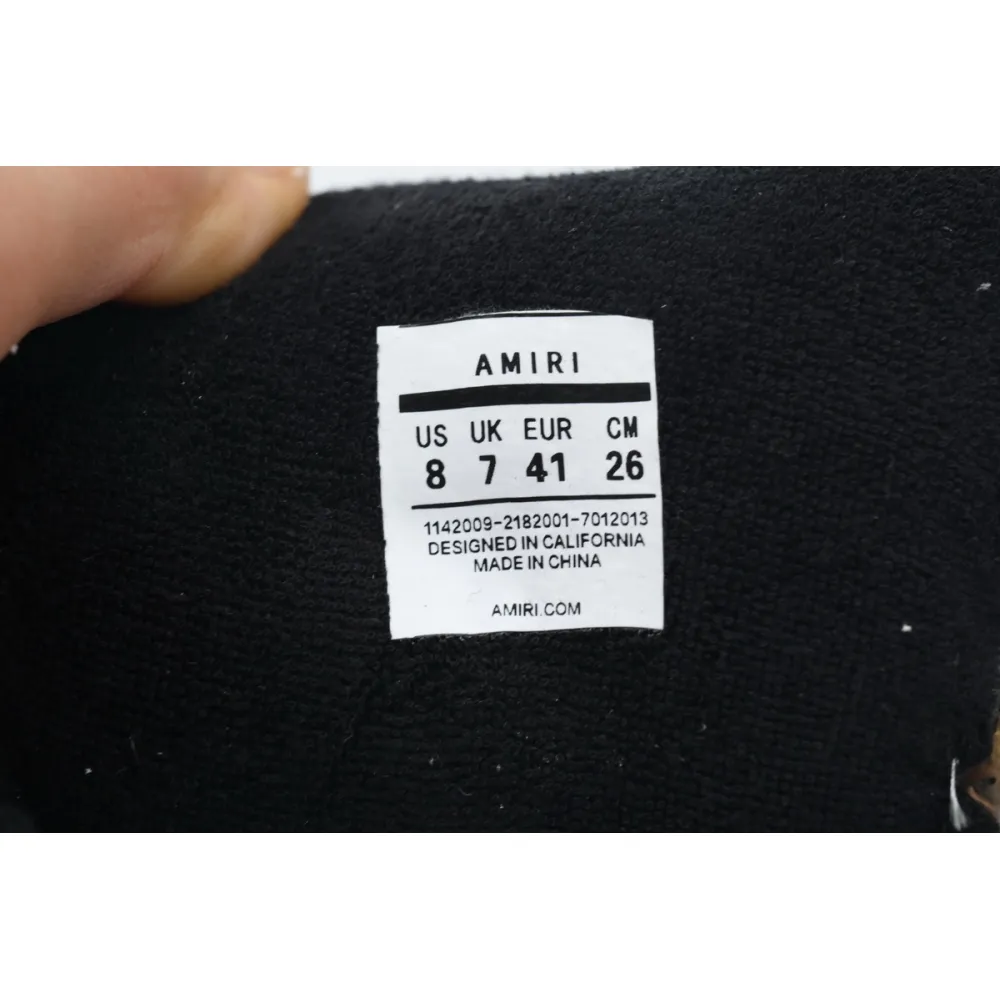 AMIRI
US UK EUR CM
8 7 41 26
1142009-2182001-7012013
DESIGNED IN CALIFORNIA
MADE IN CHINA
AMIRI.COM